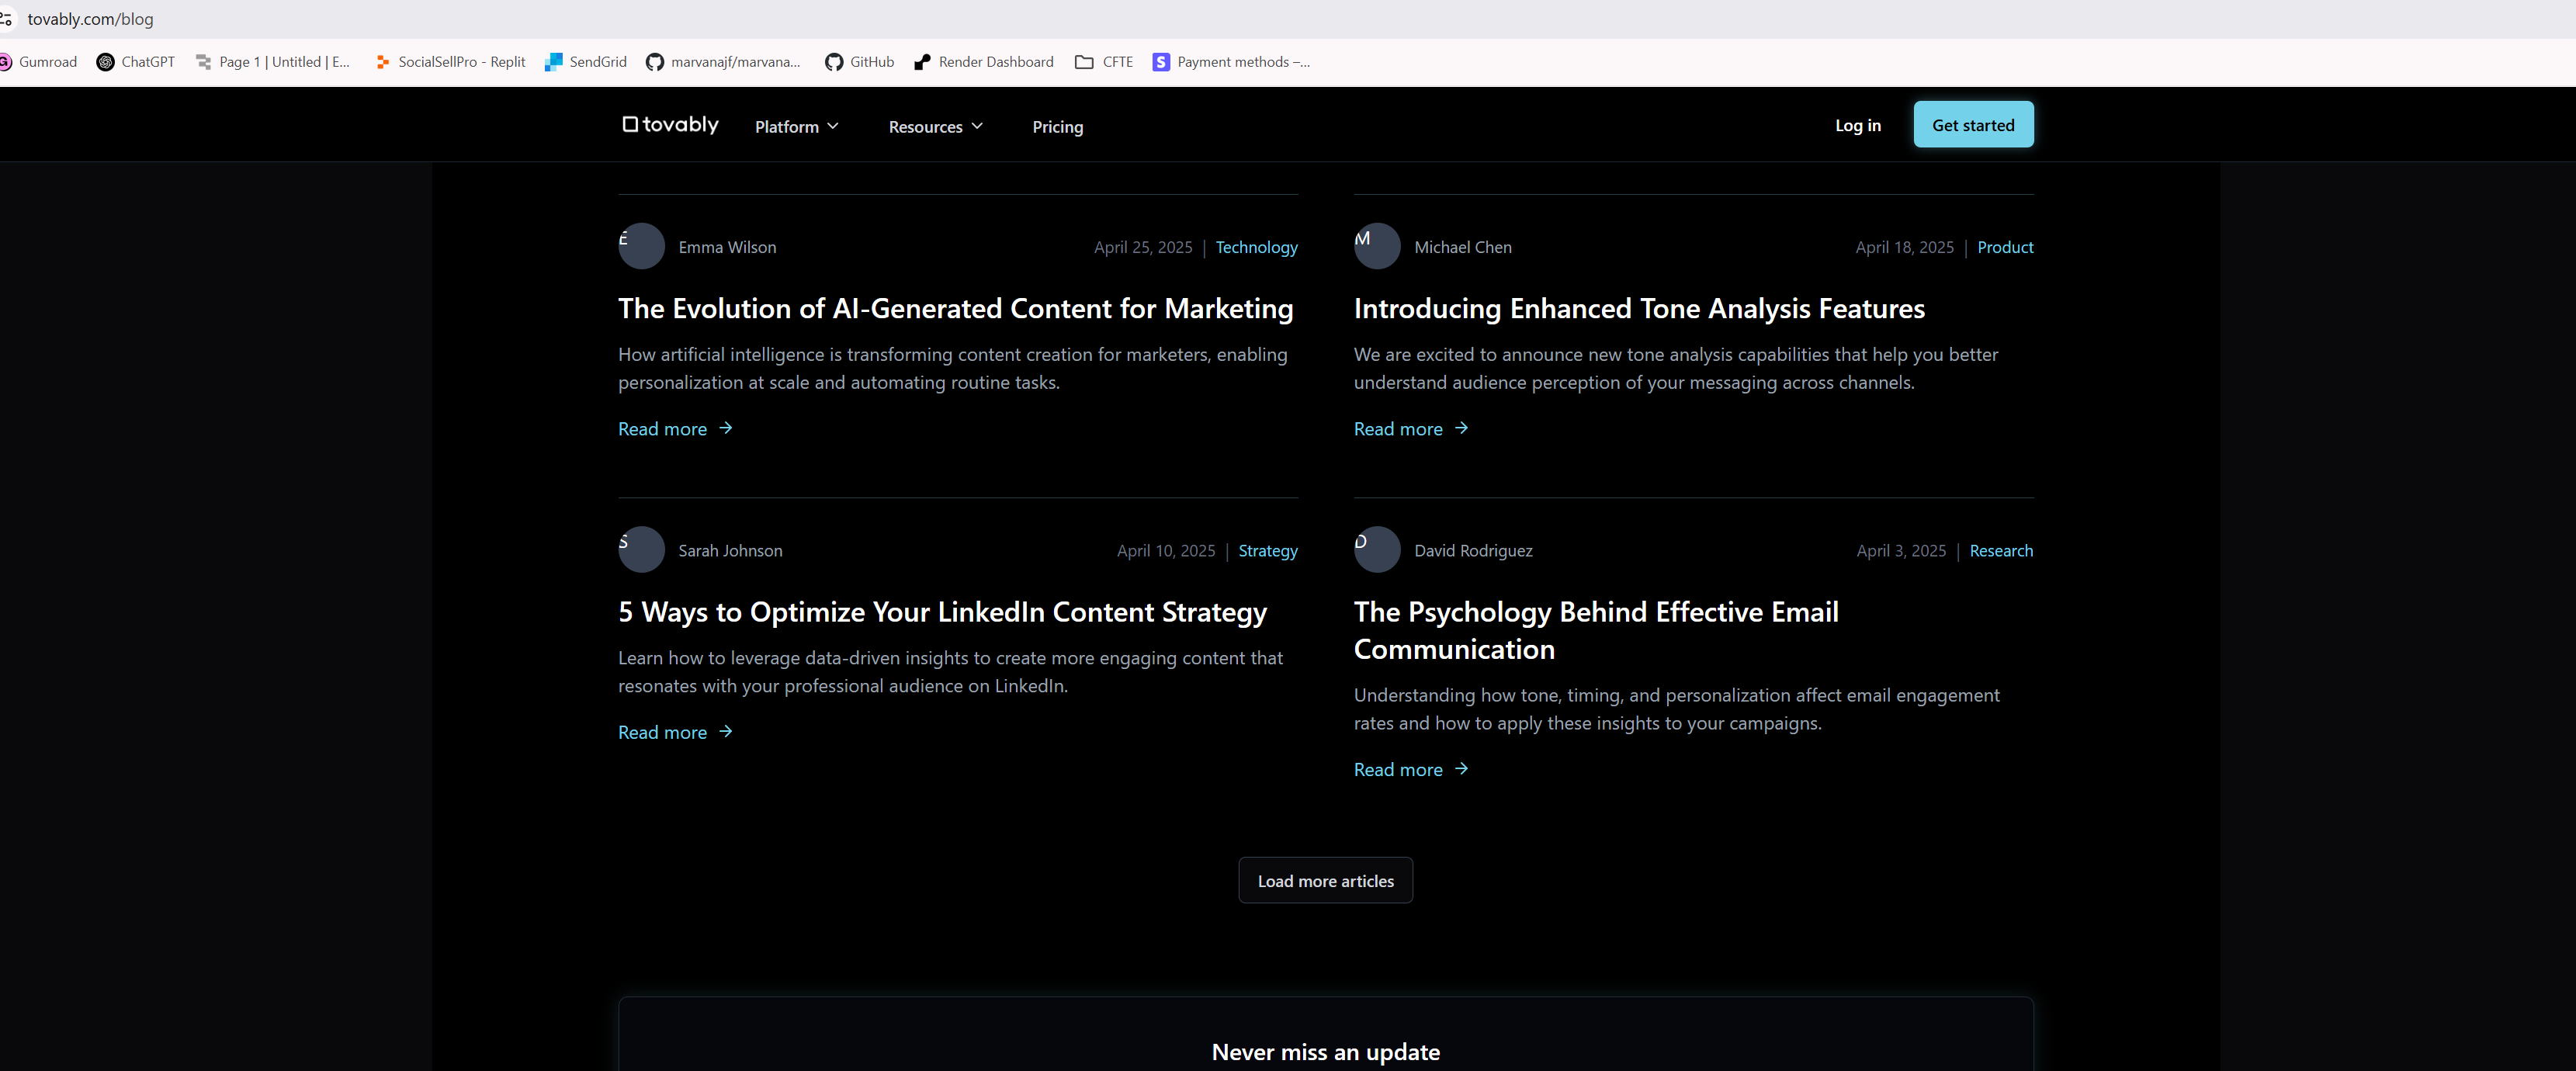 tovably.com/blog
Gumroad ChatGPT Page 1 | Untitled | E... SocialSellPro - Replit SendGrid marvanajf/marvana... GitHub Render Dashboard CFTE Payment methods –...
tovably Platform Resources Pricing Log in Get started
E Emma Wilson April 25, 2025 | Technology
The Evolution of AI-Generated Content for Marketing
How artificial intelligence is transforming content creation for marketers, enabling
personalization at scale and automating routine tasks.
Read more →
M Michael Chen April 18, 2025 | Product
Introducing Enhanced Tone Analysis Features
We are excited to announce new tone analysis capabilities that help you better
understand audience perception of your messaging across channels.
Read more →
S Sarah Johnson April 10, 2025 | Strategy
5 Ways to Optimize Your LinkedIn Content Strategy
Learn how to leverage data-driven insights to create more engaging content that
resonates with your professional audience on LinkedIn.
Read more →
D David Rodriguez April 3, 2025 | Research
The Psychology Behind Effective Email
Communication
Understanding how tone, timing, and personalization affect email engagement
rates and how to apply these insights to your campaigns.
Read more →
Load more articles
Never miss an update